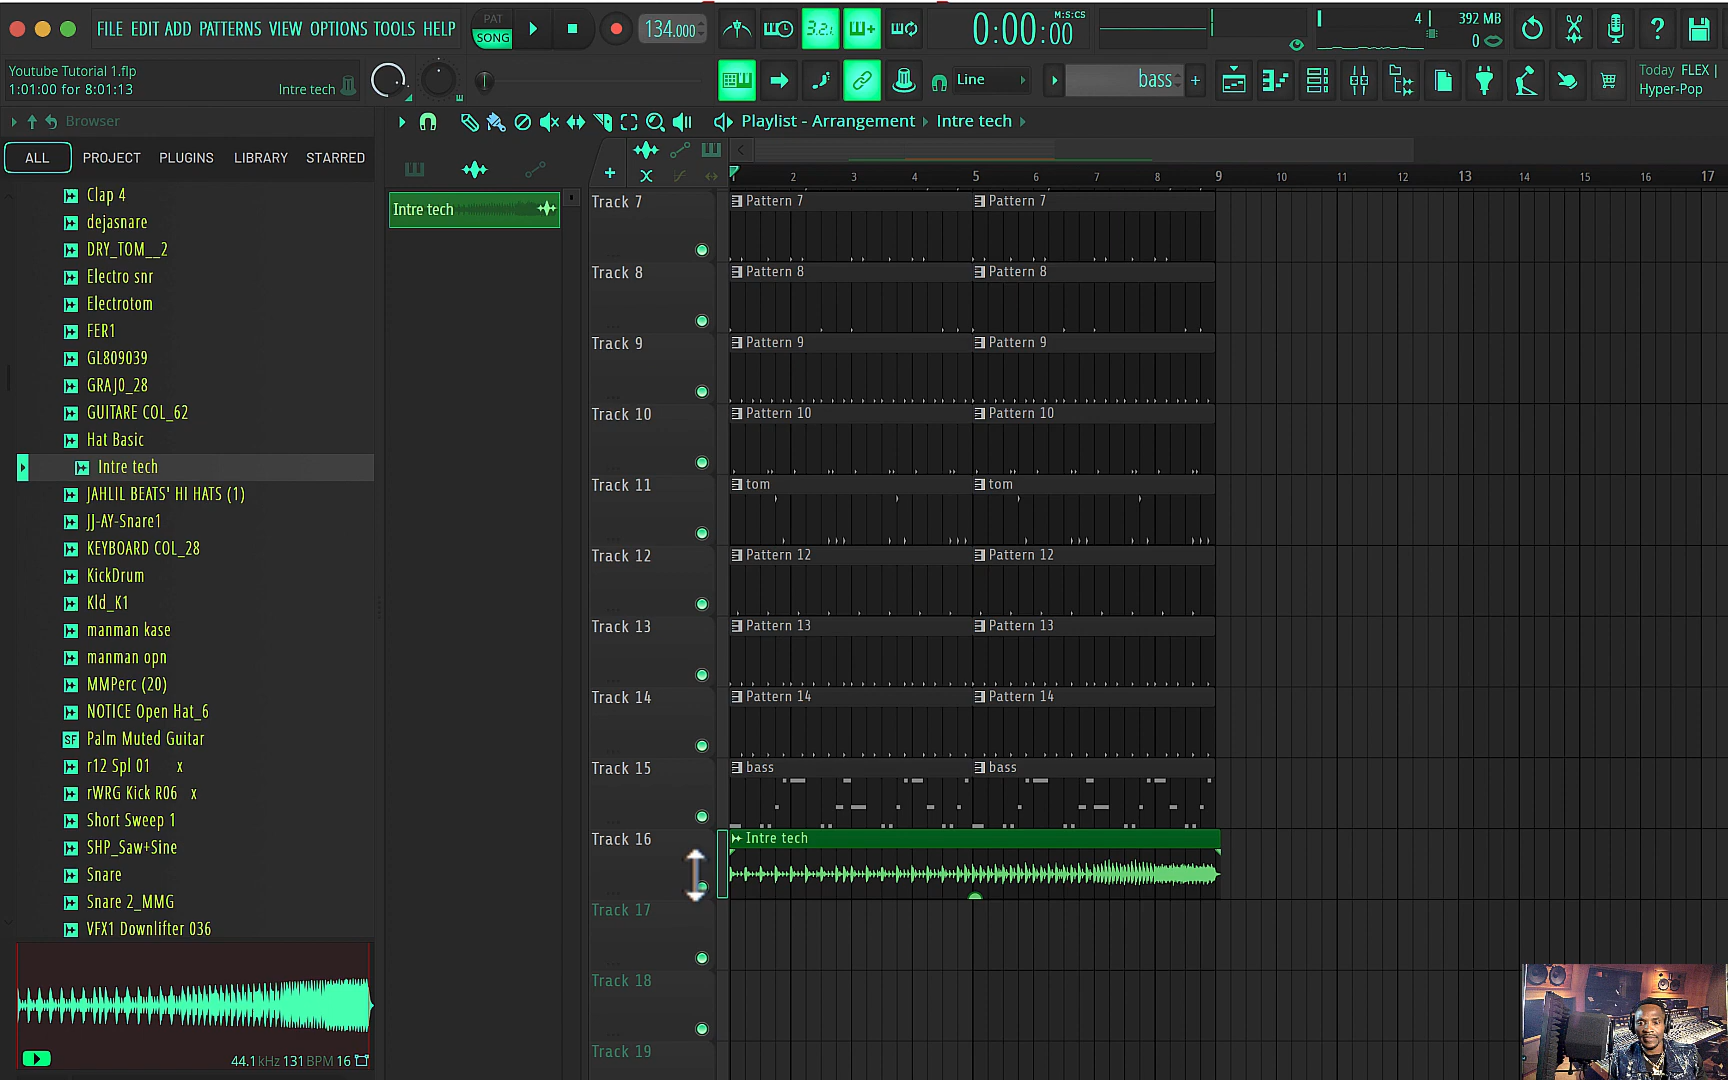 FILE EDIT ADD PATTERNS VIEW OPTIONS TOOLS HELP
PAT
SONG
134.000
3.2.
0:00:00
M:S:CS
4
392 MB
0
Youtube Tutorial 1.flp
1:01:00 for 8:01:13
Intre tech
Line
bass
Today FLEX |
Hyper-Pop
Browser
Playlist - Arrangement
Intre tech
ALL
PROJECT
PLUGINS
LIBRARY
STARRED
Clap 4
dejasnare
DRY_TOM__2
Electro snr
Electrotom
FER1
GL809039
GRAJ0_28
GUITARE COL_62
Hat Basic
Intre tech
JAHLIL BEATS' HI HATS (1)
JJ-AY-Snare1
KEYBOARD COL_28
KickDrum
Kld_K1
manman kase
manman opn
MMPerc (20)
NOTICE Open Hat_6
SF Palm Muted Guitar
r12 Spl 01 x
rWRG Kick R06 x
Short Sweep 1
SHP_Saw+Sine
Snare
Snare 2_MMG
VFX1 Downlifter 036
44.1kHz 131BPM 16
Intre tech
1 2 3 4 5 6 7 8 9 10 11 12 13 14 15 16 17
Track 7
Pattern 7
Pattern 7
Track 8
Pattern 8
Pattern 8
Track 9
Pattern 9
Pattern 9
Track 10
Pattern 10
Pattern 10
Track 11
tom
tom
Track 12
Pattern 12
Pattern 12
Track 13
Pattern 13
Pattern 13
Track 14
Pattern 14
Pattern 14
Track 15
bass
bass
Track 16
Intre tech
Track 17
Track 18
Track 19